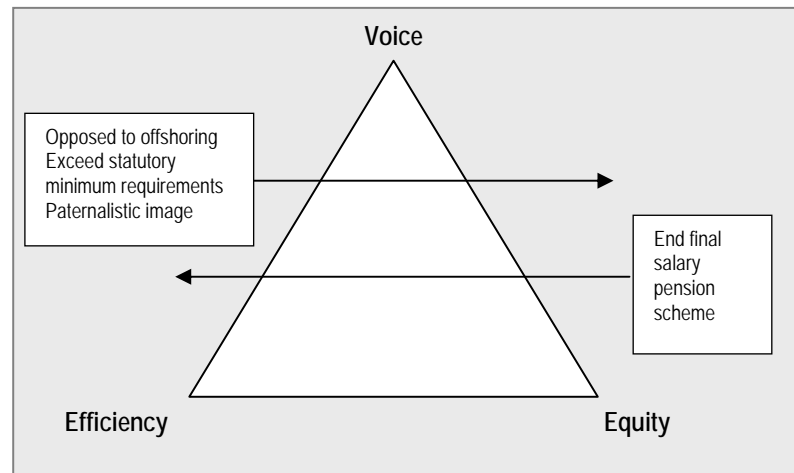 Voice
Opposed to offshoring
Exceed statutory
minimum requirements
Paternalistic image
End final
salary
pension
scheme
Efficiency
Equity